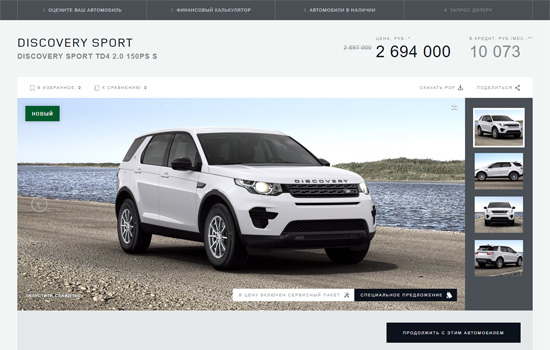 ОЦЕНИТЕ ВАШ АВТОМОБИЛЬ
ФИНАНСОВЫЙ КАЛЬКУЛЯТОР
АВТОМОБИЛИ В НАЛИЧИИ
ЗАПРОС ДИЛЕРУ
DISCOVERY SPORT
DISCOVERY SPORT TD4 2.0 150PS S
ЦЕНА, РУБ.*
2 897 000
2 694 000
В КРЕДИТ, РУБ./МЕС.**
10 073
В ИЗБРАННОЕ
К СРАВНЕНИЮ
СКАЧАТЬ PDF
ПОДЕЛИТЬСЯ
НОВЫЙ
DISCOVERY
ЗАПУСТИТЬ СЛАЙДШОУ
В ЦЕНУ ВКЛЮЧЕН СЕРВИСНЫЙ ПАКЕТ
СПЕЦИАЛЬНОЕ ПРЕДЛОЖЕНИЕ
ПРОДОЛЖИТЬ С ЭТИМ АВТОМОБИЛЕМ